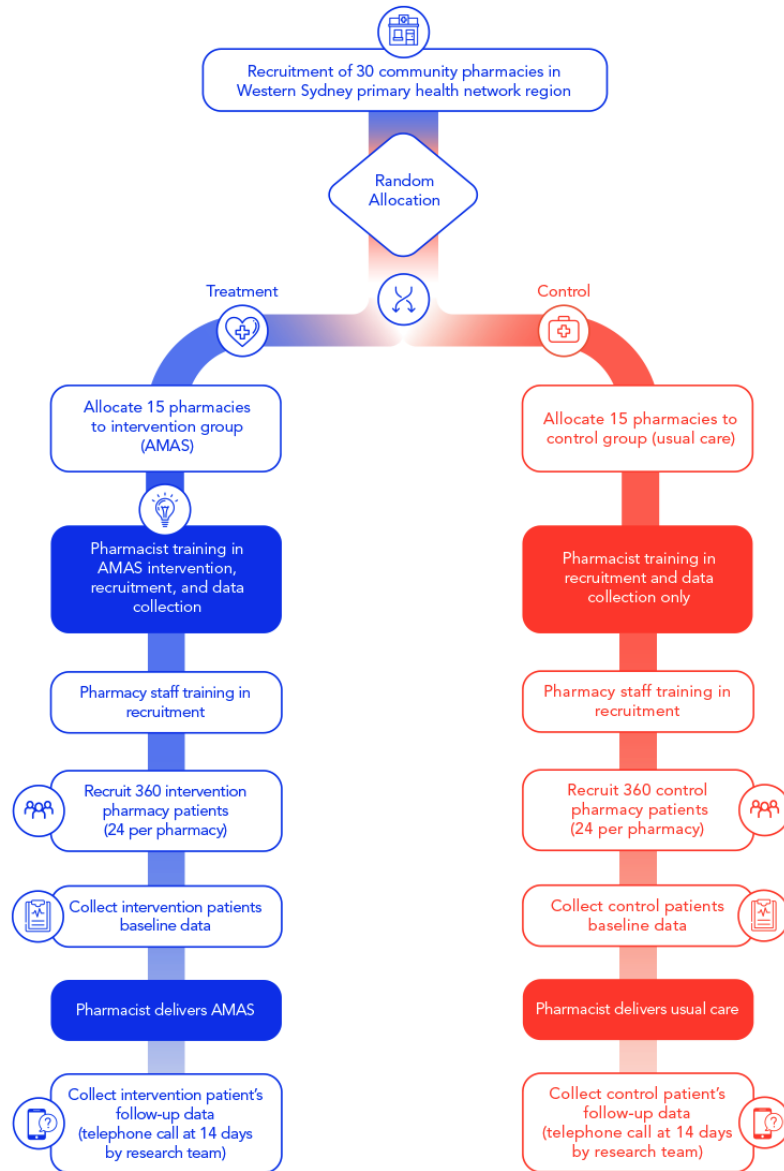 Recruitment of 30 community pharmacies in
Western Sydney primary health network region
Random
Allocation
Treatment
Control
Allocate 15 pharmacies
to intervention group
(AMAS)
Allocate 15 pharmacies to
control group (usual care)
Pharmacist training in
AMAS intervention,
recruitment, and data
collection
Pharmacist training in
recruitment and data
collection only
Pharmacy staff training in
recruitment
Pharmacy staff training in
recruitment
Recruit 360 intervention
pharmacy patients
(24 per pharmacy)
Recruit 360 control
pharmacy patients
(24 per pharmacy)
Collect intervention patients
baseline data
Collect control patients
baseline data
Pharmacist delivers AMAS
Pharmacist delivers usual care
Collect intervention patient's
follow-up data
(telephone call at 14 days
by research team)
Collect control patient's
follow-up data
(telephone call at 14 days
by research team)